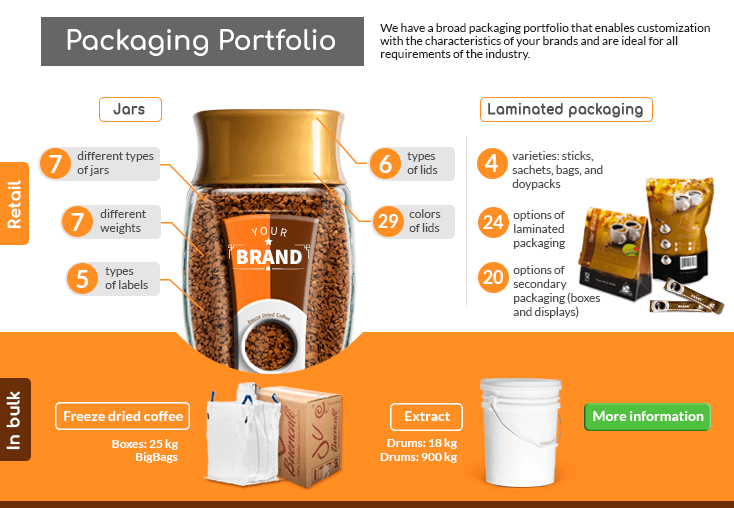 Packaging Portfolio
We have a broad packaging portfolio that enables customization
with the characteristics of your brands and are ideal for all
requirements of the industry.
Retail
Jars
7 different types
of jars
7 different
weights
5 types
of labels
6 types
of lids
29 colors
of lids
YOUR
BRAND
Freeze Dried Coffee
Laminated packaging
4 varieties: sticks,
sachets, bags, and
doypacks
24 options of
laminated
packaging
20 options of
secondary
packaging (boxes
and displays)
In bulk
Freeze dried coffee
Boxes: 25 kg
BigBags
Buencafé
Extract
Drums: 18 kg
Drums: 900 kg
More information